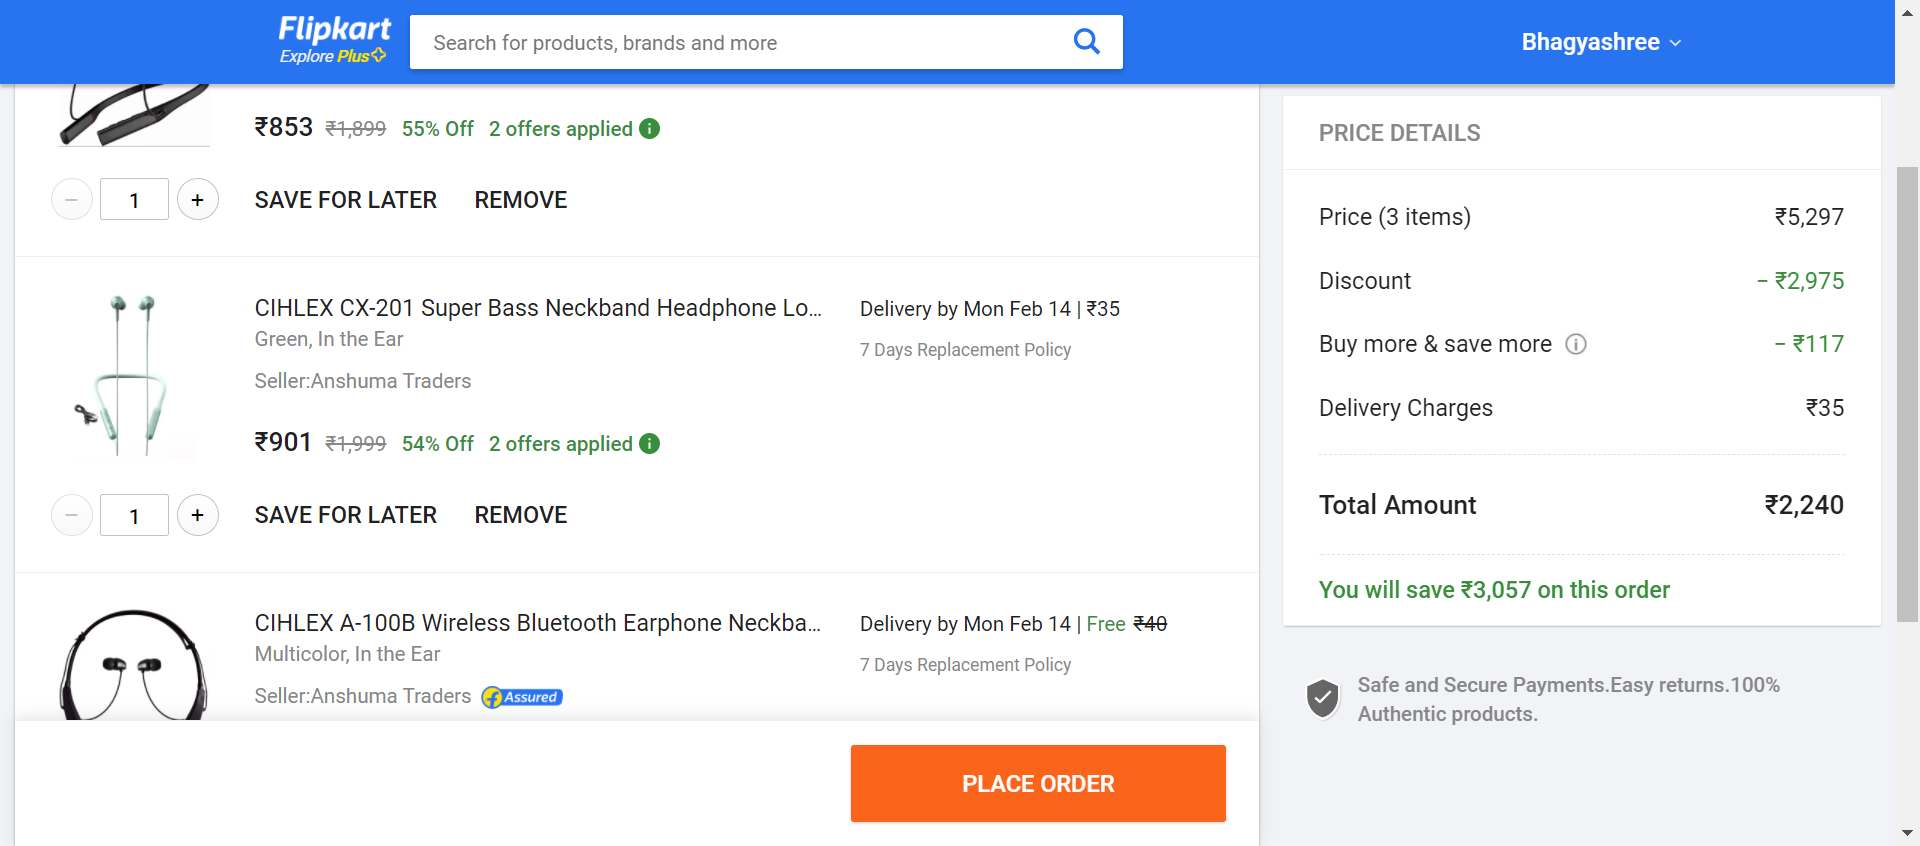 Flipkart
Explore Plus
Search for products, brands and more
Bhagyashree
₹853 ₹1,899 55% Off 2 offers applied
1
SAVE FOR LATER REMOVE
CIHLEX CX-201 Super Bass Neckband Headphone Lo...
Green, In the Ear
Seller:Anshuma Traders
Delivery by Mon Feb 14 | ₹35
7 Days Replacement Policy
₹901 ₹1,999 54% Off 2 offers applied
1
SAVE FOR LATER REMOVE
CIHLEX A-100B Wireless Bluetooth Earphone Neckba...
Multicolor, In the Ear
Seller:Anshuma Traders Assured
Delivery by Mon Feb 14 | Free ₹40
7 Days Replacement Policy
PLACE ORDER
PRICE DETAILS
Price (3 items) ₹5,297
Discount − ₹2,975
Buy more & save more − ₹117
Delivery Charges ₹35
Total Amount ₹2,240
You will save ₹3,057 on this order
Safe and Secure Payments.Easy returns.100%
Authentic products.